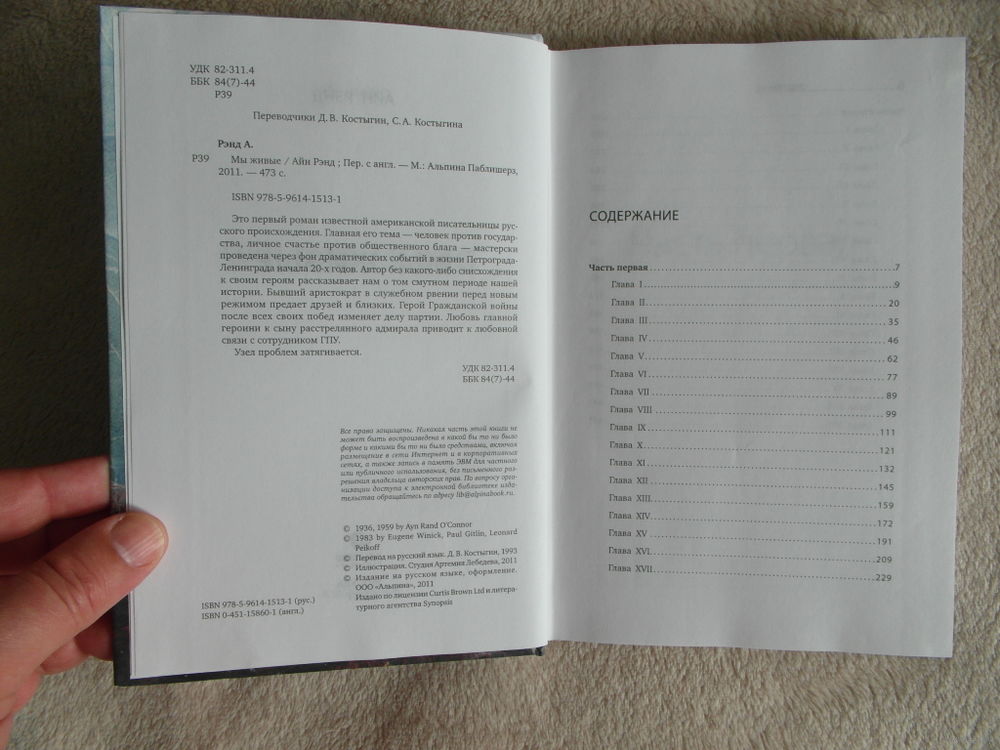 УДК 82-311.4
ББК 84(7)-44
Р39
Переводчики Д. В. Костыгин, С. А. Костыгина
Рэнд А.
Р39 Мы живые / Айн Рэнд ; Пер. с англ. — М.: Альпина Паблишерз,
2011. — 473 с.
ISBN 978-5-9614-1513-1
Это первый роман известной американской писательницы рус-
ского происхождения. Главная его тема — человек против государ-
ства, личное счастье против общественного блага — мастерски
проведена через фон драматических событий в жизни Петрограда-
Ленинграда начала 20-х годов. Автор без какого-либо снисхождения
к своим героям рассказывает нам о том смутном периоде нашей
истории. Бывший аристократ в служебном рвении перед новым
режимом предает друзей и близких. Герой Гражданской войны
после всех своих побед изменяет делу партии. Любовь главной
героини к сыну расстрелянного адмирала приводит к любовной
связи с сотрудником ГПУ.
Узел проблем затягивается.
УДК 82-311.4
ББК 84(7)-44
Все права защищены. Никакая часть этой книги не
может быть воспроизведена в какой бы то ни было
форме и какими бы то ни было средствами, включая
размещение в сети Интернет и в корпоративных
сетях, а также запись в память ЭВМ для частного
или публичного использования, без письменного раз-
решения владельца авторских прав. По вопросу орга-
низации доступа к электронной библиотеке изда-
тельства обращайтесь по адресу lib@alpinabook.ru.
© 1936, 1959 by Ayn Rand O'Connor
© 1983 by Eugene Winick, Paul Gitlin, Leonard
Peikoff
© Перевод на русский язык. Д. В. Костыгин, 1993
© Иллюстрация. Студия Артемия Лебедева, 2011
© Издание на русском языке, оформление.
ООО «Альпина», 2011
Издано по лицензии Curtis Brown Ltd и литера-
турного агентства Synopsis
ISBN 978-5-9614-1513-1 (рус.)
ISBN 0-451-15860-1 (англ.)
СОДЕРЖАНИЕ
Часть первая 7
Глава I 9
Глава II 20
Глава III 35
Глава IV 46
Глава V 62
Глава VI 77
Глава VII 89
Глава VIII 99
Глава IX 111
Глава X 121
Глава XI 132
Глава XII 145
Глава XIII 159
Глава XIV 172
Глава XV 191
Глава XVI 209
Глава XVII 229